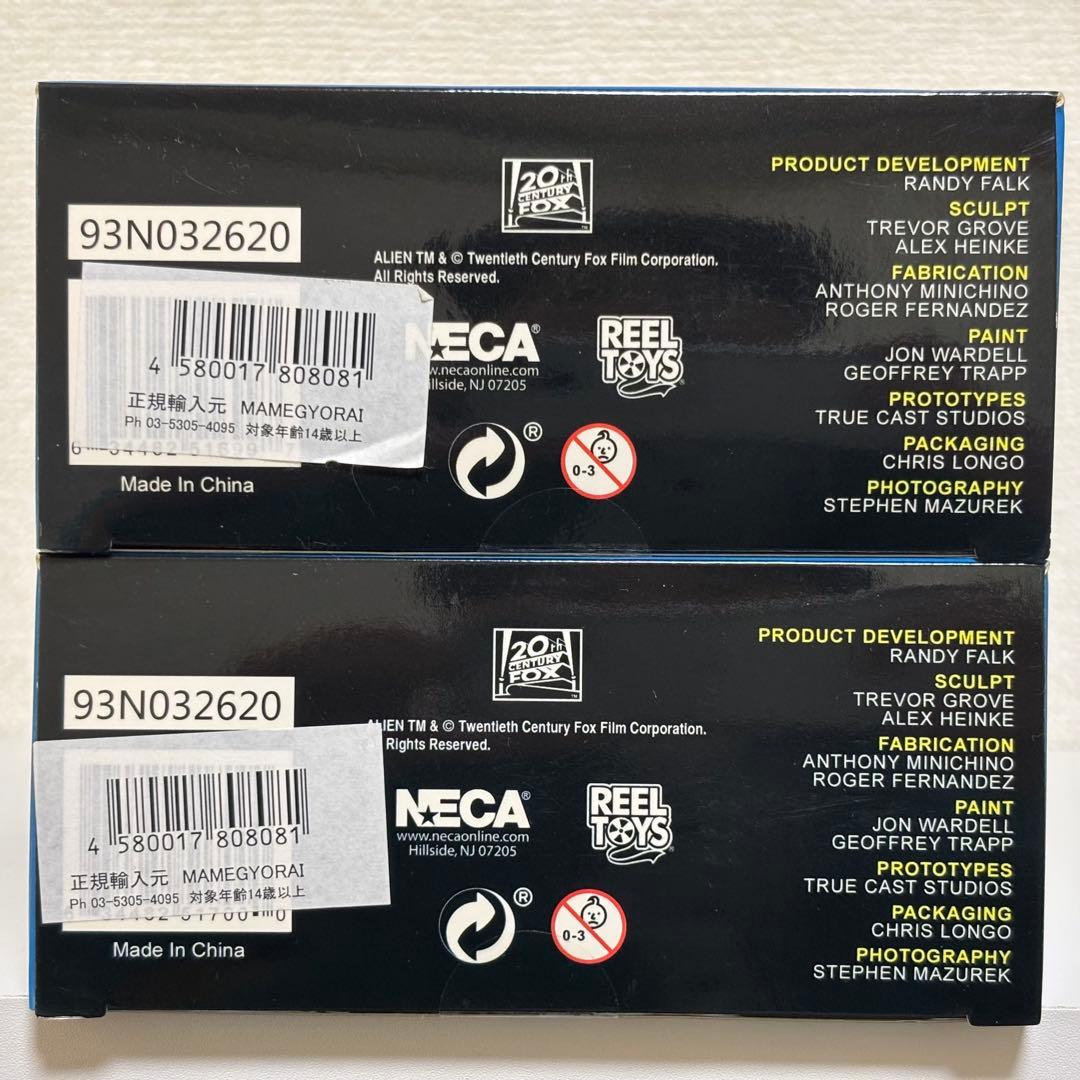 20th
CENTURY
FOX
TM
PRODUCT DEVELOPMENT
RANDY FALK
SCULPT
TREVOR GROVE
ALEX HEINKE
FABRICATION
ANTHONY MINICHINO
ROGER FERNANDEZ
PAINT
JON WARDELL
GEOFFREY TRAPP
PROTOTYPES
TRUE CAST STUDIOS
PACKAGING
CHRIS LONGO
PHOTOGRAPHY
STEPHEN MAZUREK
93N032620
ALIEN TM & © Twentieth Century Fox Film Corporation.
All Rights Reserved.
4 580017 808081
正規輸入元 MAMEGYORAI
Ph 03-5305-4095 対象年齢14歳以上
Made In China
NECA®
w.necaonline.com
illside, NJ 07205
REEL
TOYS
®
®
0-3
20th
CENTURY
FOX
TM
PRODUCT DEVELOPMENT
RANDY FALK
SCULPT
TREVOR GROVE
ALEX HEINKE
FABRICATION
ANTHONY MINICHINO
ROGER FERNANDEZ
PAINT
JON WARDELL
GEOFFREY TRAPP
PROTOTYPES
TRUE CAST STUDIOS
PACKAGING
CHRIS LONGO
PHOTOGRAPHY
STEPHEN MAZUREK
93N032620
ALIEN TM & © Twentieth Century Fox Film Corporation.
Rights Reserved.
4 580017 808081
正規輸入元 MAMEGYORAI
Ph 03-5305-4095 対象年齢14歳以上
Made In China
NECA®
www.necaonline.com
Hillside, NJ 07205
REEL
TOYS
®
®
0-3